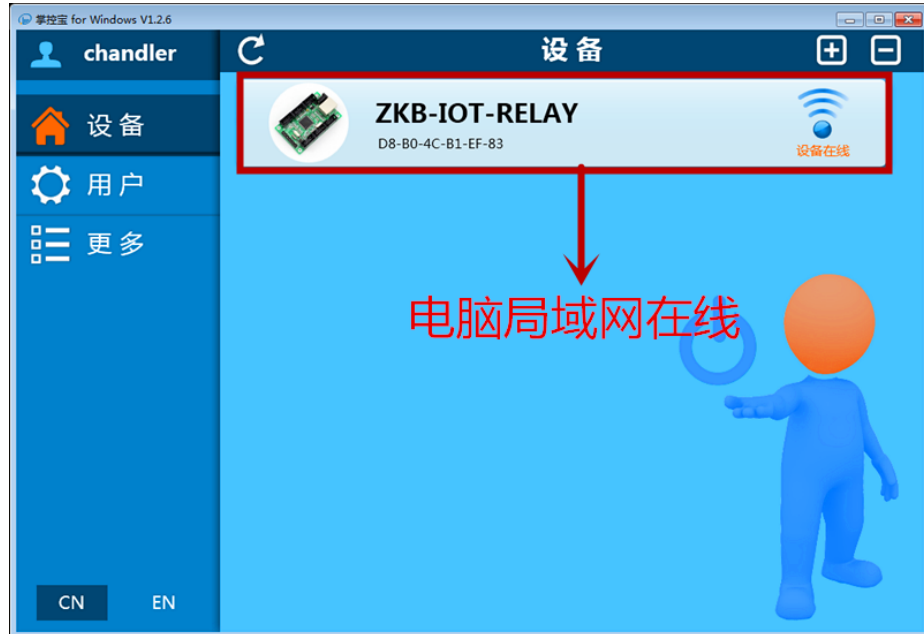 掌控宝 for Windows V1.2.6
chandler
设备
设备
用户
更多
ZKB-IOT-RELAY
D8-B0-4C-B1-EF-83
设备在线
电脑局域网在线
CN
EN